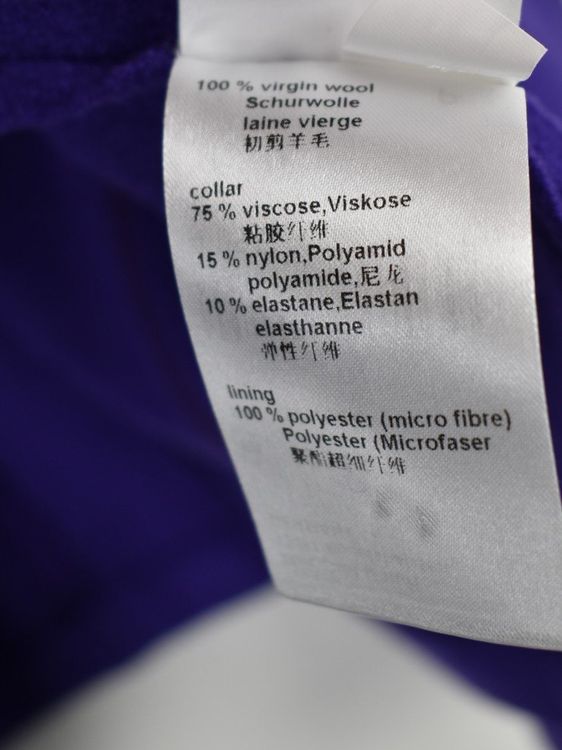 100 % virgin wool
Schurwolle
laine vierge
初剪羊毛
collar
75 % viscose,Viskose
粘胶纤维
15 % nylon,Polyamid
polyamide,尼龙
10 % elastane,Elastan
elasthanne
弹性纤维
lining
100 % polyester (micro fibre)
Polyester (Microfaser
聚酯超细纤维